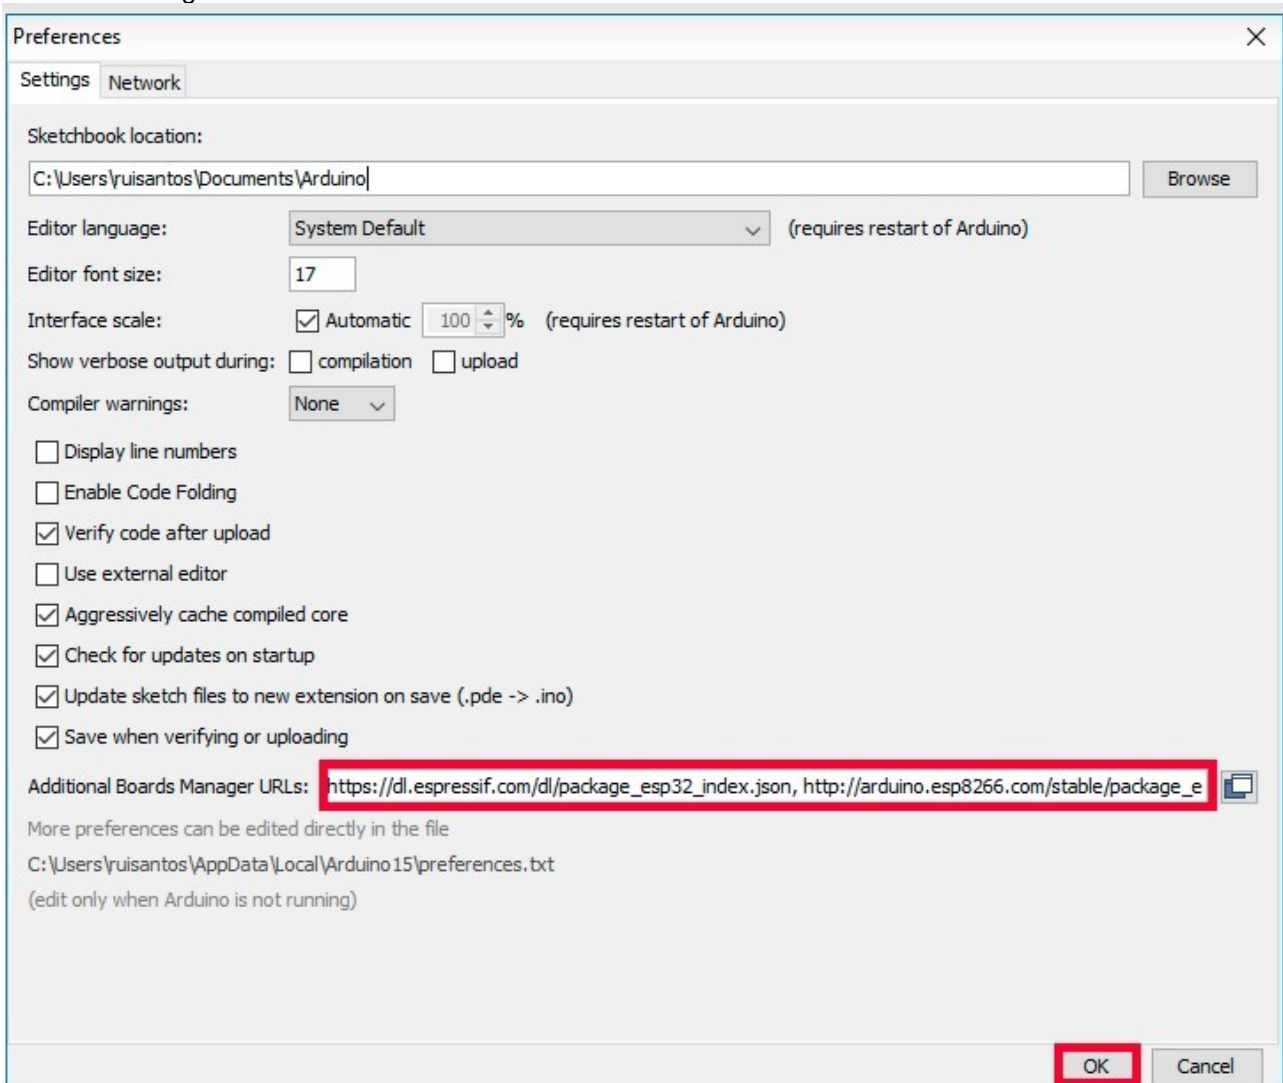 Preferences
Settings Network
Sketchbook location:
C:\Users\ruisantos\Documents\Arduino Browse
Editor language: System Default (requires restart of Arduino)
Editor font size: 17
Interface scale: Automatic 100 % (requires restart of Arduino)
Show verbose output during: compilation upload
Compiler warnings: None
Display line numbers
Enable Code Folding
Verify code after upload
Use external editor
Aggressively cache compiled core
Check for updates on startup
Update sketch files to new extension on save (.pde -> .ino)
Save when verifying or uploading
Additional Boards Manager URLs: https://dl.espressif.com/dl/package_esp32_index.json, http://arduino.esp8266.com/stable/package_e
More preferences can be edited directly in the file
C:\Users\ruisantos\AppData\Local\Arduino15\preferences.txt
(edit only when Arduino is not running)
OK Cancel